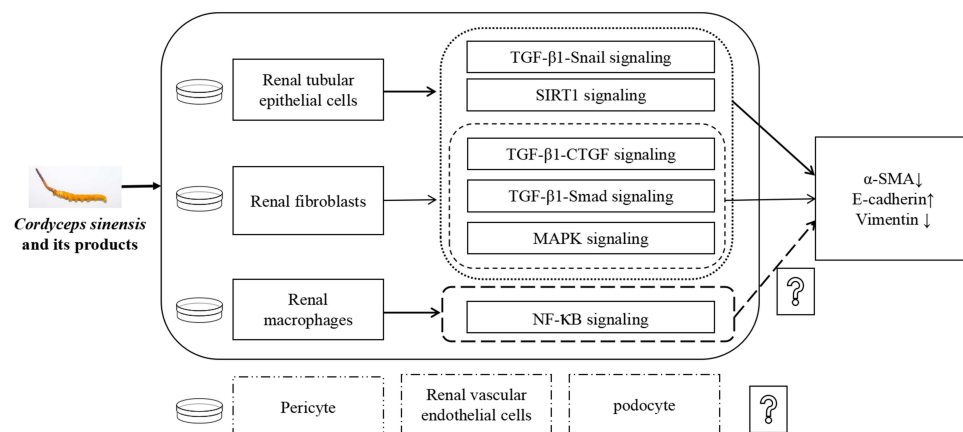 Cordyceps sinensis
and its products
Renal tubular
epithelial cells
Renal fibroblasts
Renal
macrophages
TGF-β1-Snail signaling
SIRT1 signaling
TGF-β1-CTGF signaling
TGF-β1-Smad signaling
MAPK signaling
NF-κB signaling
α-SMA↓
E-cadherin↑
Vimentin ↓
?
Pericyte
Renal vascular
endothelial cells
podocyte
?